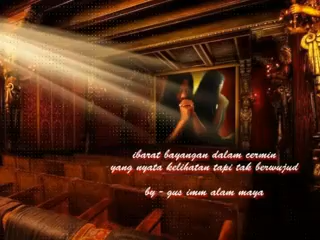 ibarat bayangan dalam cermin
yang nyata kelihatan tapi tak berwujud
by - gus imm alam maya